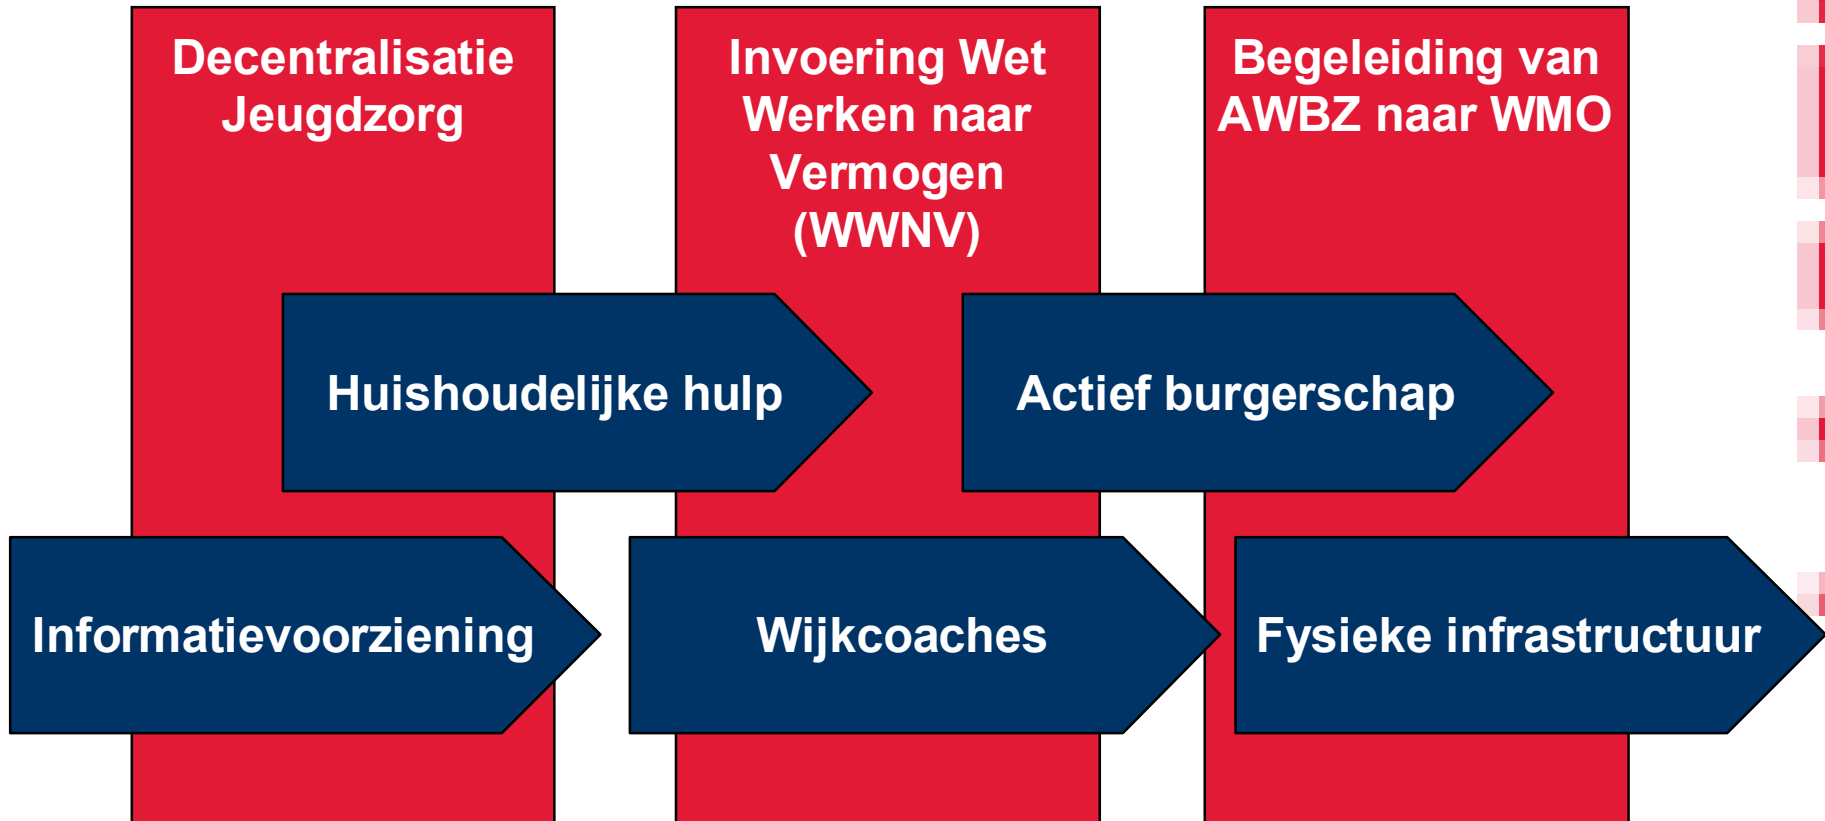 Decentralisatie
Jeugdzorg
Invoering Wet
Werken naar
Vermogen
(WWNV)
Begeleiding van
AWBZ naar WMO
Huishoudelijke hulp
Actief burgerschap
Informatievoorziening
Wijkcoaches
Fysieke infrastructuur